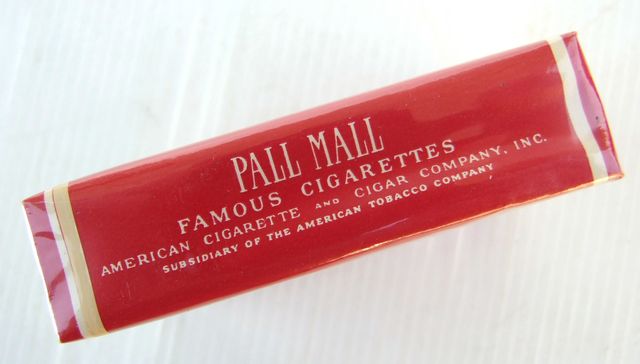 PALL MALL
FAMOUS CIGARETTES
AMERICAN CIGARETTE AND CIGAR COMPANY, INC.
SUBSIDIARY OF THE AMERICAN TOBACCO COMPANY